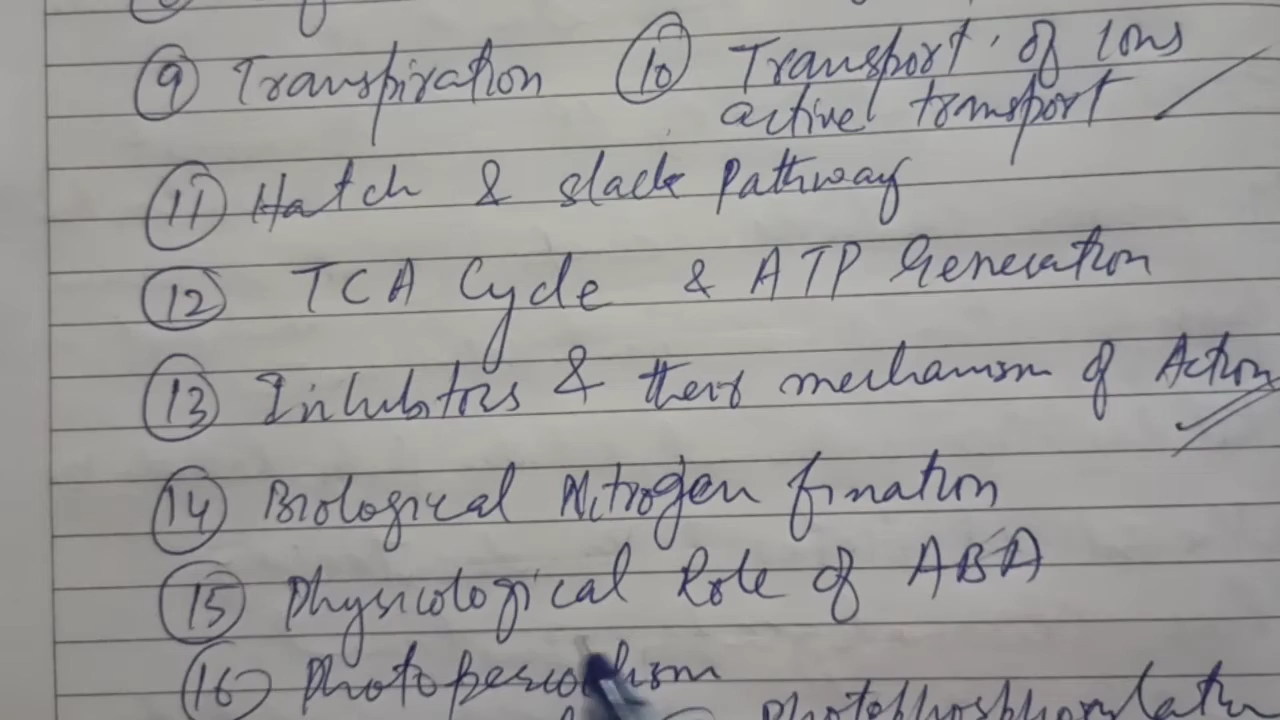 (9) Transpiration (10) Transport of Ions
active transport
(11) Hatch & slack Pathway
(12) TCA Cycle & ATP Generation
(13) Inhibitors & their mechanism of Action
(14) Biological Nitrogen fixation
(15) Physiological Role of ABA
(16) Photoperiodism
Photophosphorylation